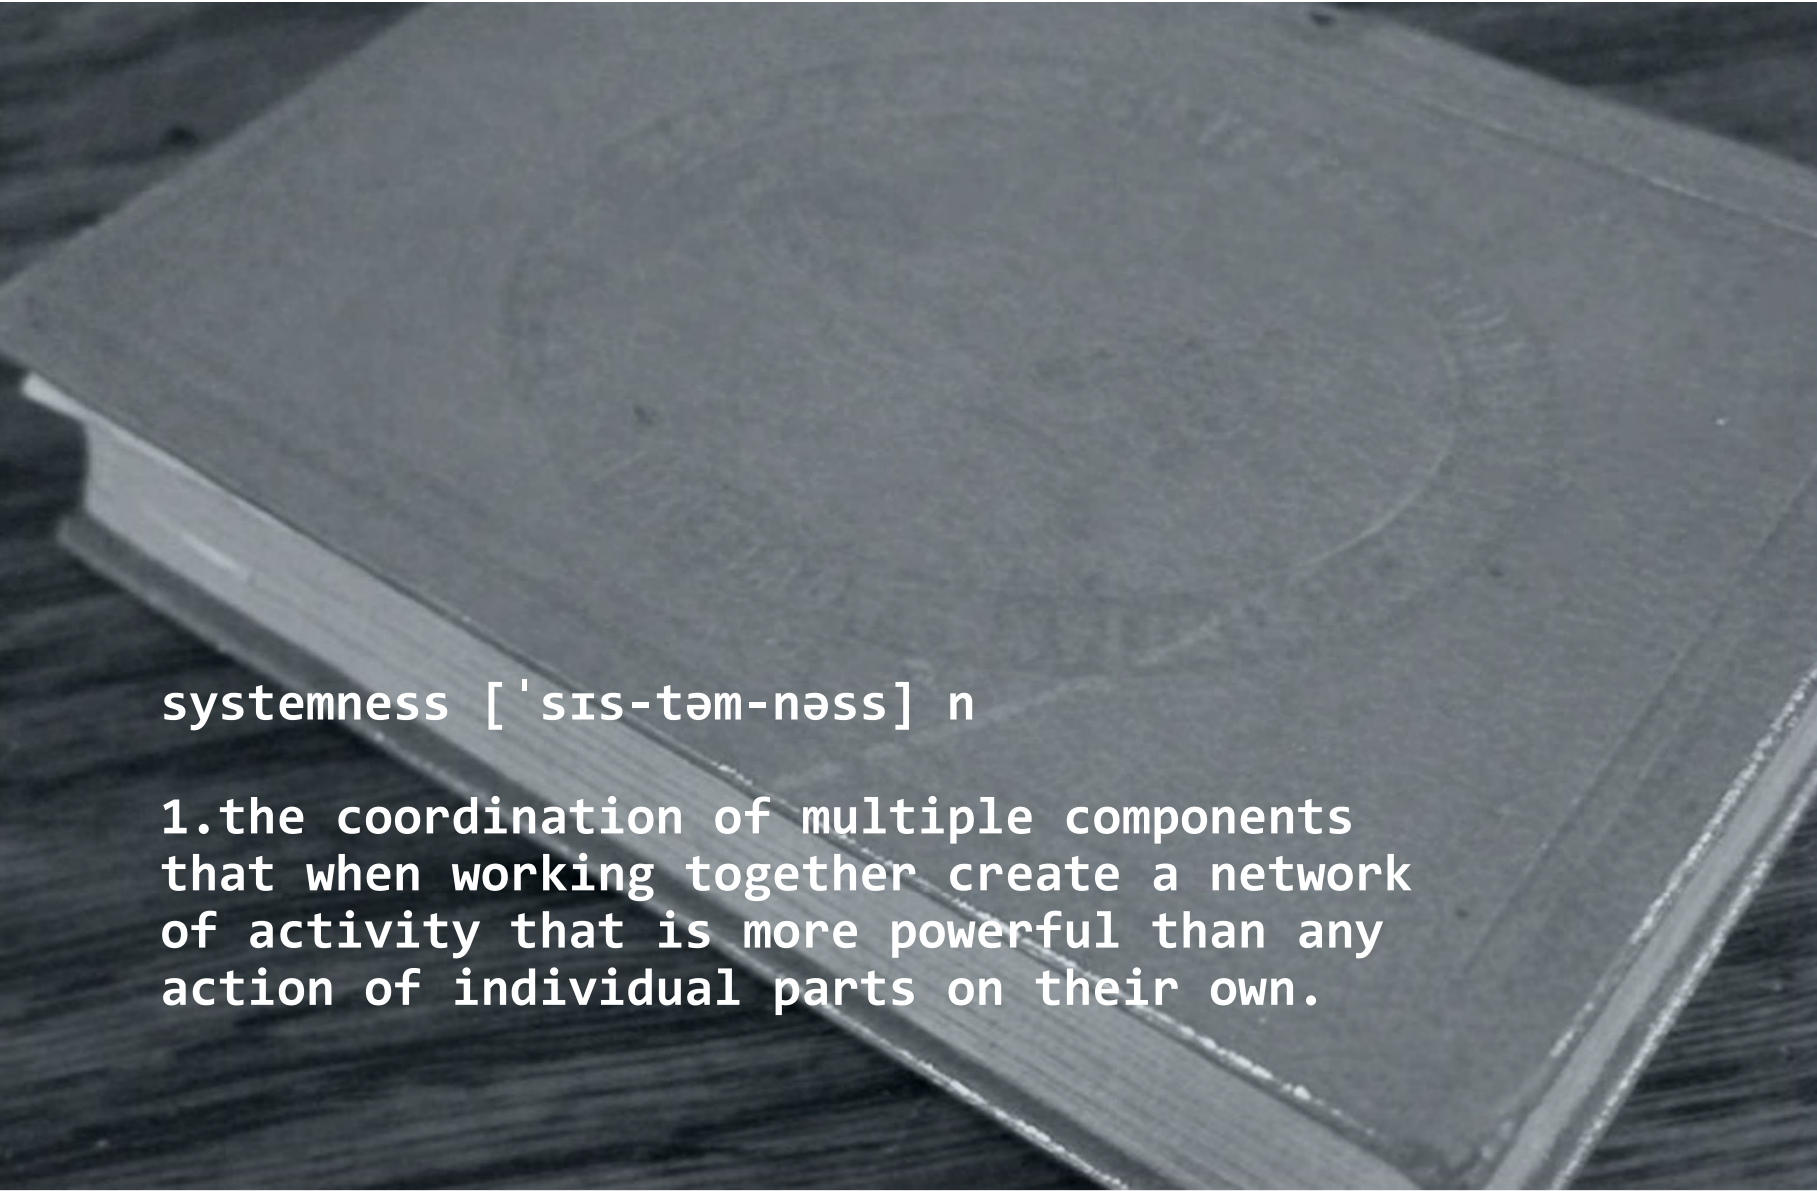 systemness [ˈsɪs-təm-nəss] n
1.the coordination of multiple components
that when working together create a network
of activity that is more powerful than any
action of individual parts on their own.